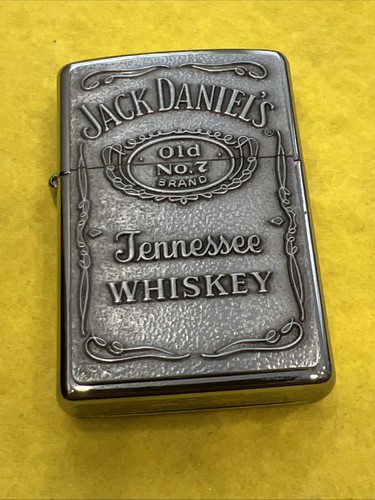 JACK DANIEL'S
®
Old
No.7
BRAND
Tennessee
WHISKEY